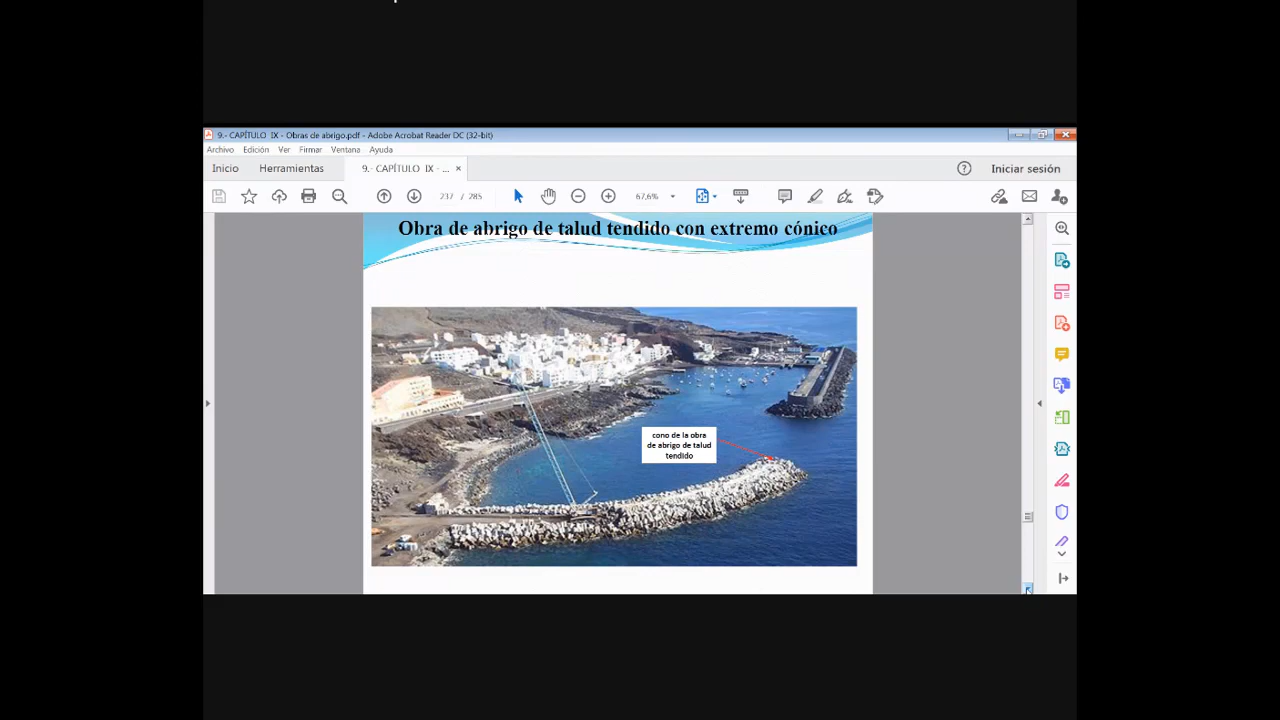 9.- CAPÍTULO IX - Obras de abrigo.pdf - Adobe Acrobat Reader DC (32-bit)
Archivo Edición Ver Firmar Ventana Ayuda
Inicio Herramientas 9.- CAPÍTULO IX - ... × Iniciar sesión
237 / 285 67,6%
Obra de abrigo de talud tendido con extremo cónico
cono de la obra
de abrigo de talud
tendido